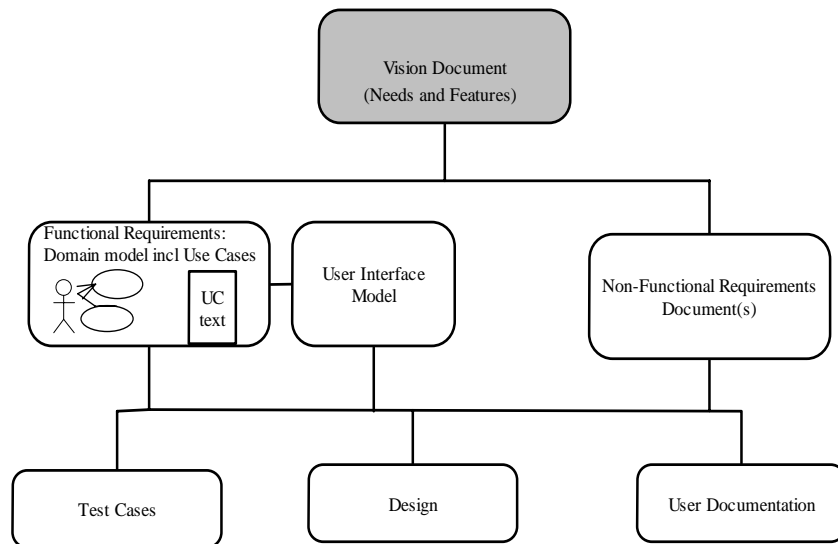 Vision Document
(Needs and Features)
Functional Requirements:
Domain model incl Use Cases
UC
text
User Interface
Model
Non-Functional Requirements
Document(s)
Test Cases
Design
User Documentation